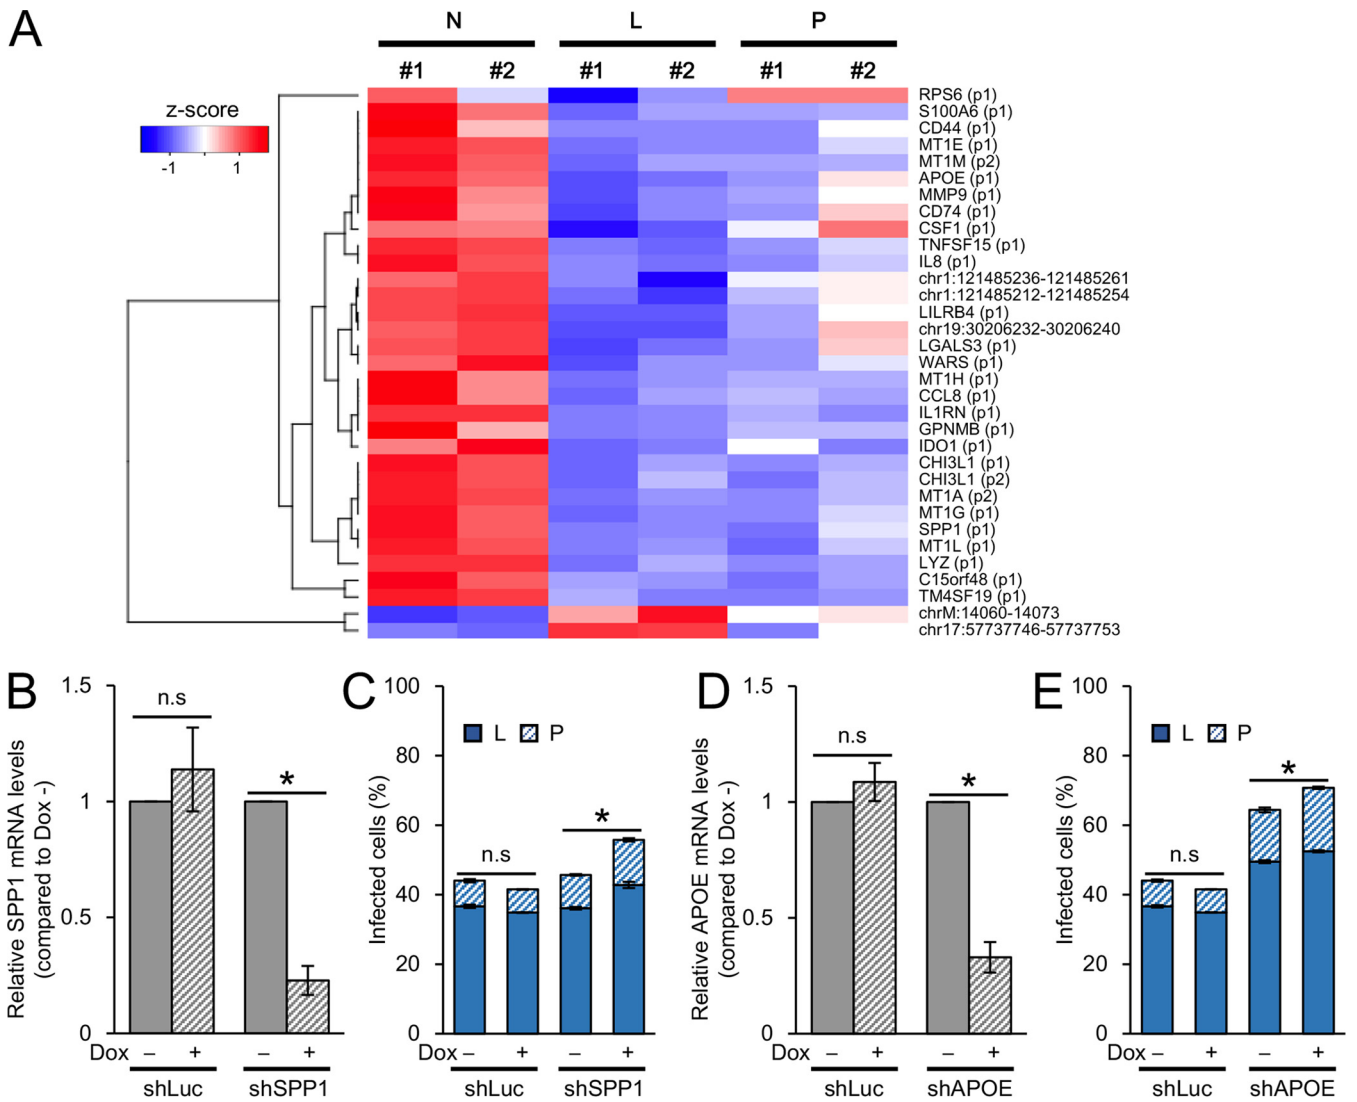 A
N L P
#1 #2 #1 #2 #1 #2
z-score
-1 1
RPS6 (p1)
S100A6 (p1)
CD44 (p1)
MT1E (p1)
MT1M (p2)
APOE (p1)
MMP9 (p1)
CD74 (p1)
CSF1 (p1)
TNFSF15 (p1)
IL8 (p1)
chr1:121485236-121485261
chr1:121485212-121485254
LILRB4 (p1)
chr19:30206232-30206240
LGALS3 (p1)
WARS (p1)
MT1H (p1)
CCL8 (p1)
IL1RN (p1)
GPNMB (p1)
IDO1 (p1)
CHI3L1 (p1)
CHI3L1 (p2)
MT1A (p2)
MT1G (p1)
SPP1 (p1)
MT1L (p1)
LYZ (p1)
C15orf48 (p1)
TM4SF19 (p1)
chrM:14060-14073
chr17:57737746-57737753
B
Relative SPP1 mRNA levels
(compared to Dox -)
1.5
1
0.5
0
n.s
*
Dox – + – +
shLuc shSPP1
C
Infected cells (%)
100
80
60
40
20
0
L P
n.s
*
Dox – + – +
shLuc shSPP1
D
Relative APOE mRNA levels
(compared to Dox -)
1.5
1
0.5
0
n.s
*
Dox – + – +
shLuc shAPOE
E
Infected cells (%)
100
80
60
40
20
0
L P
n.s
*
Dox – + – +
shLuc shAPOE